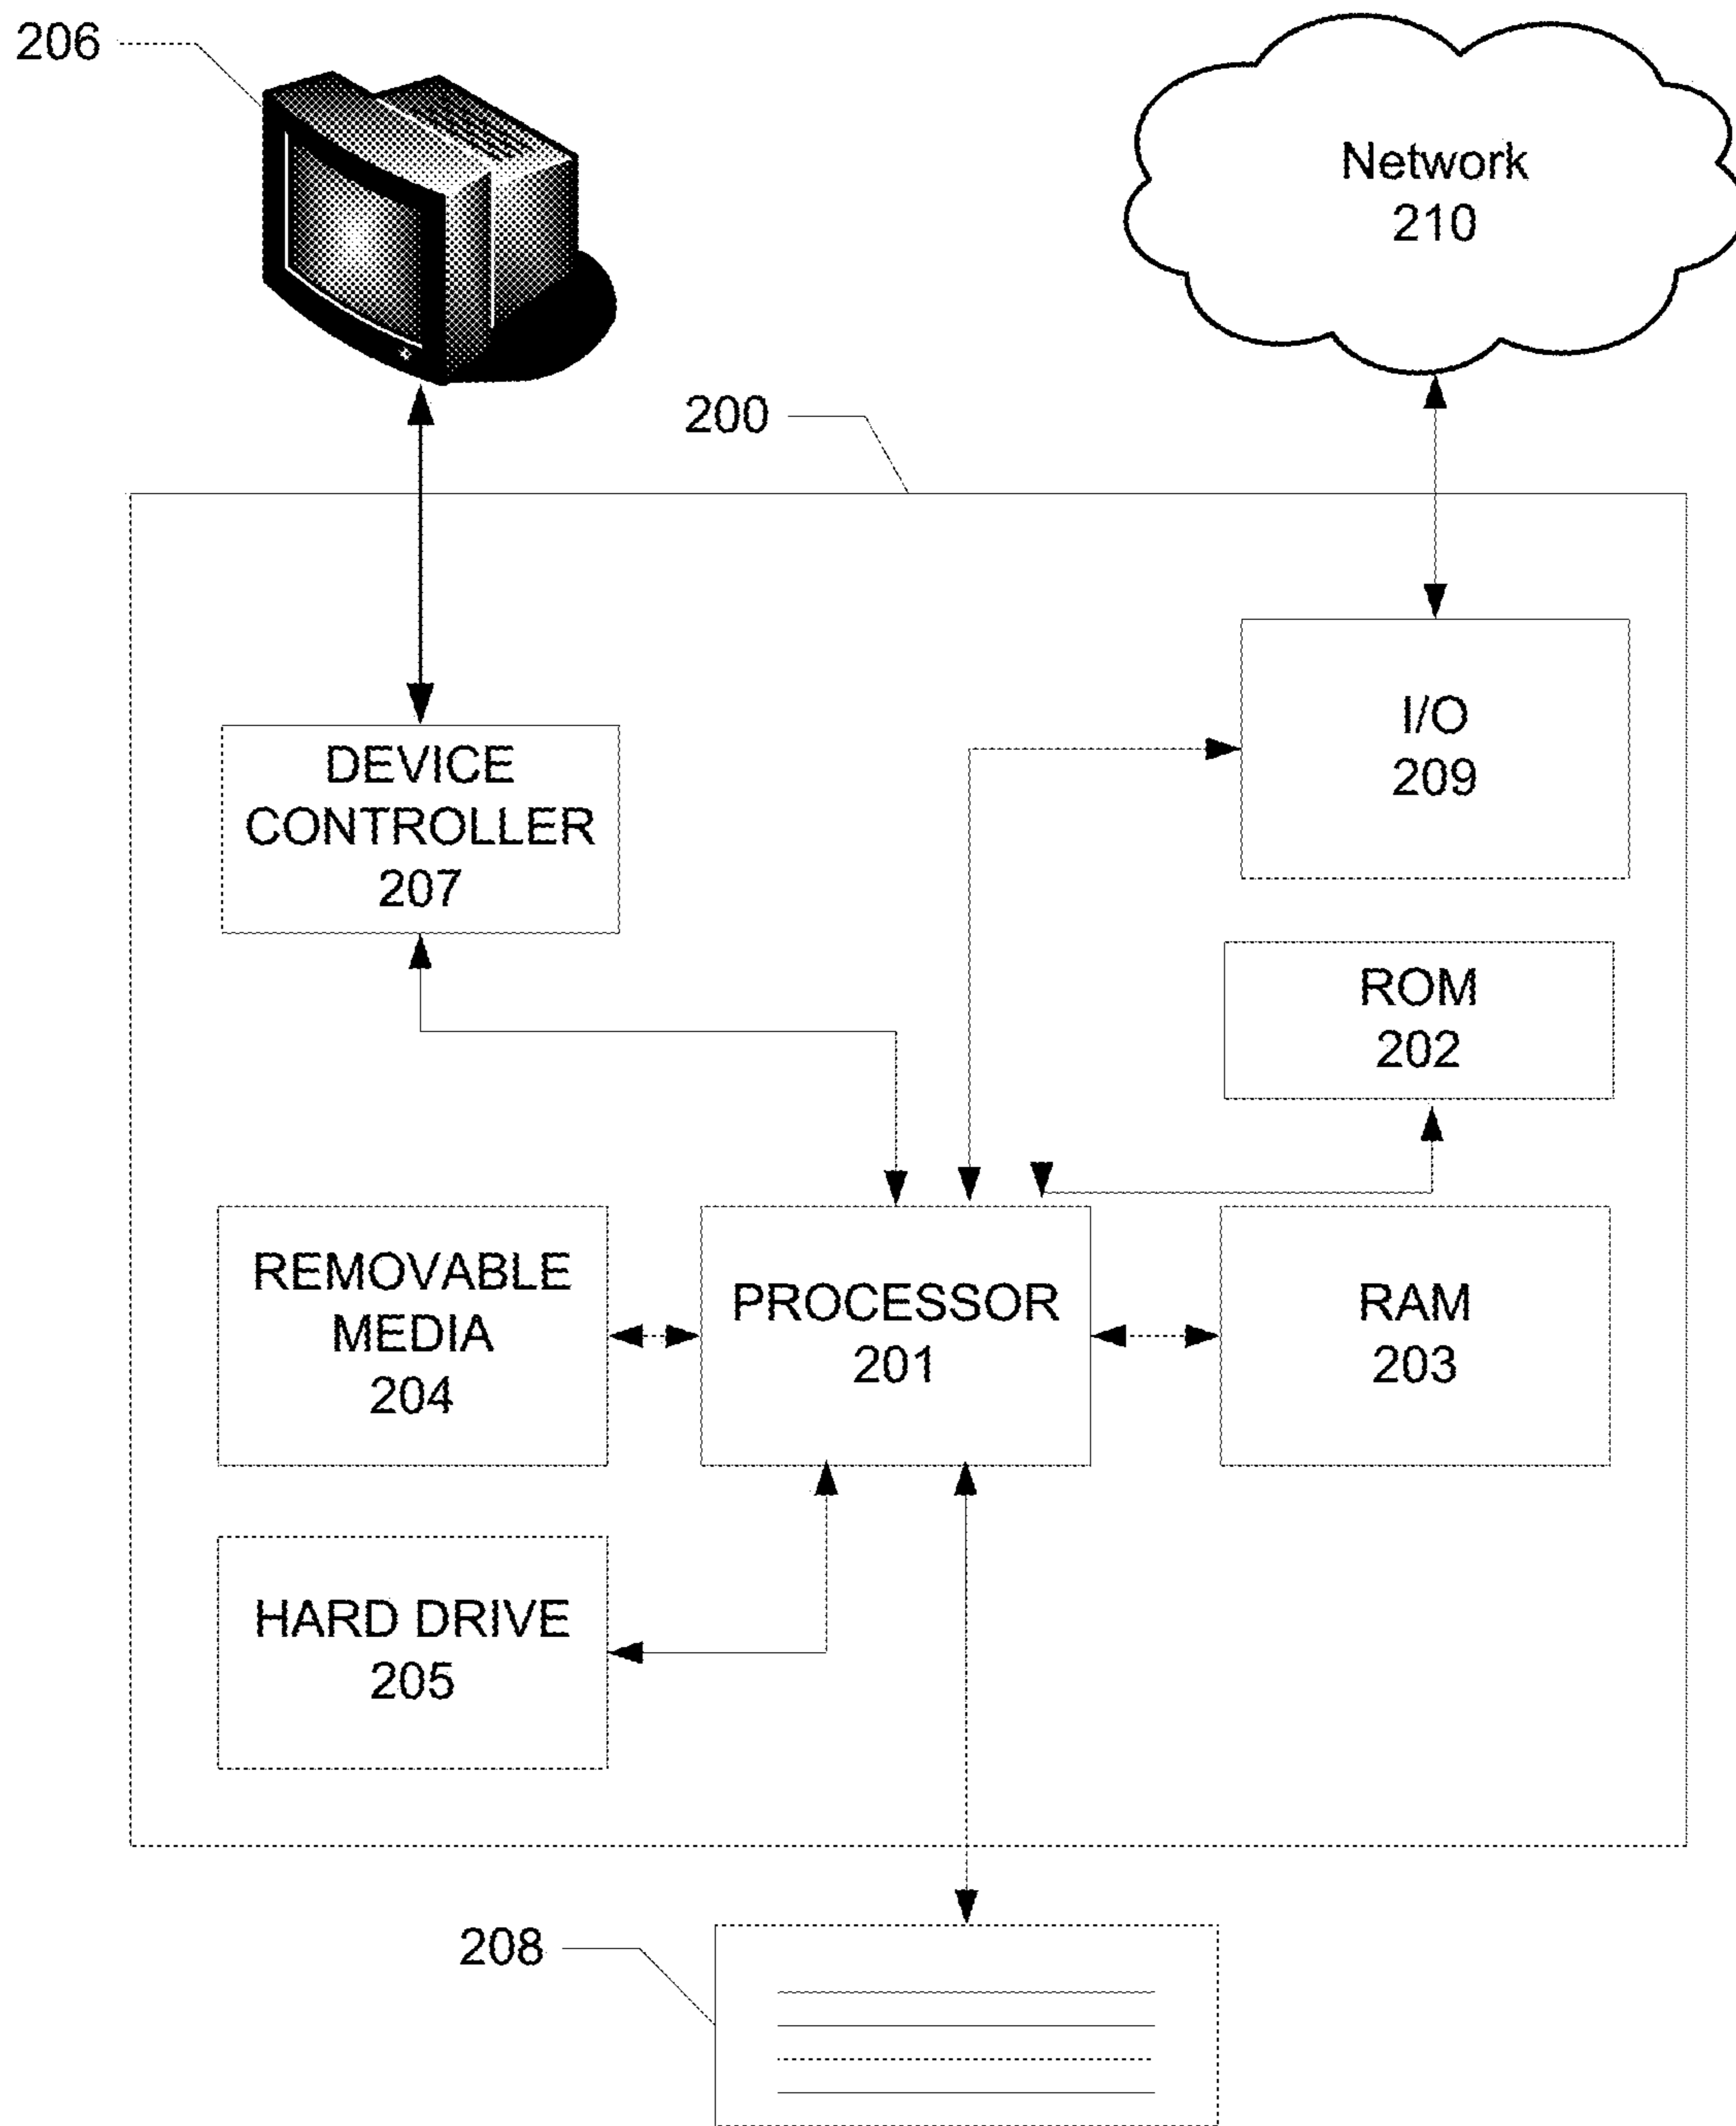 206
Network
210
200
DEVICE
CONTROLLER
207
I/O
209
ROM
202
REMOVABLE
MEDIA
204
PROCESSOR
201
RAM
203
HARD DRIVE
205
208